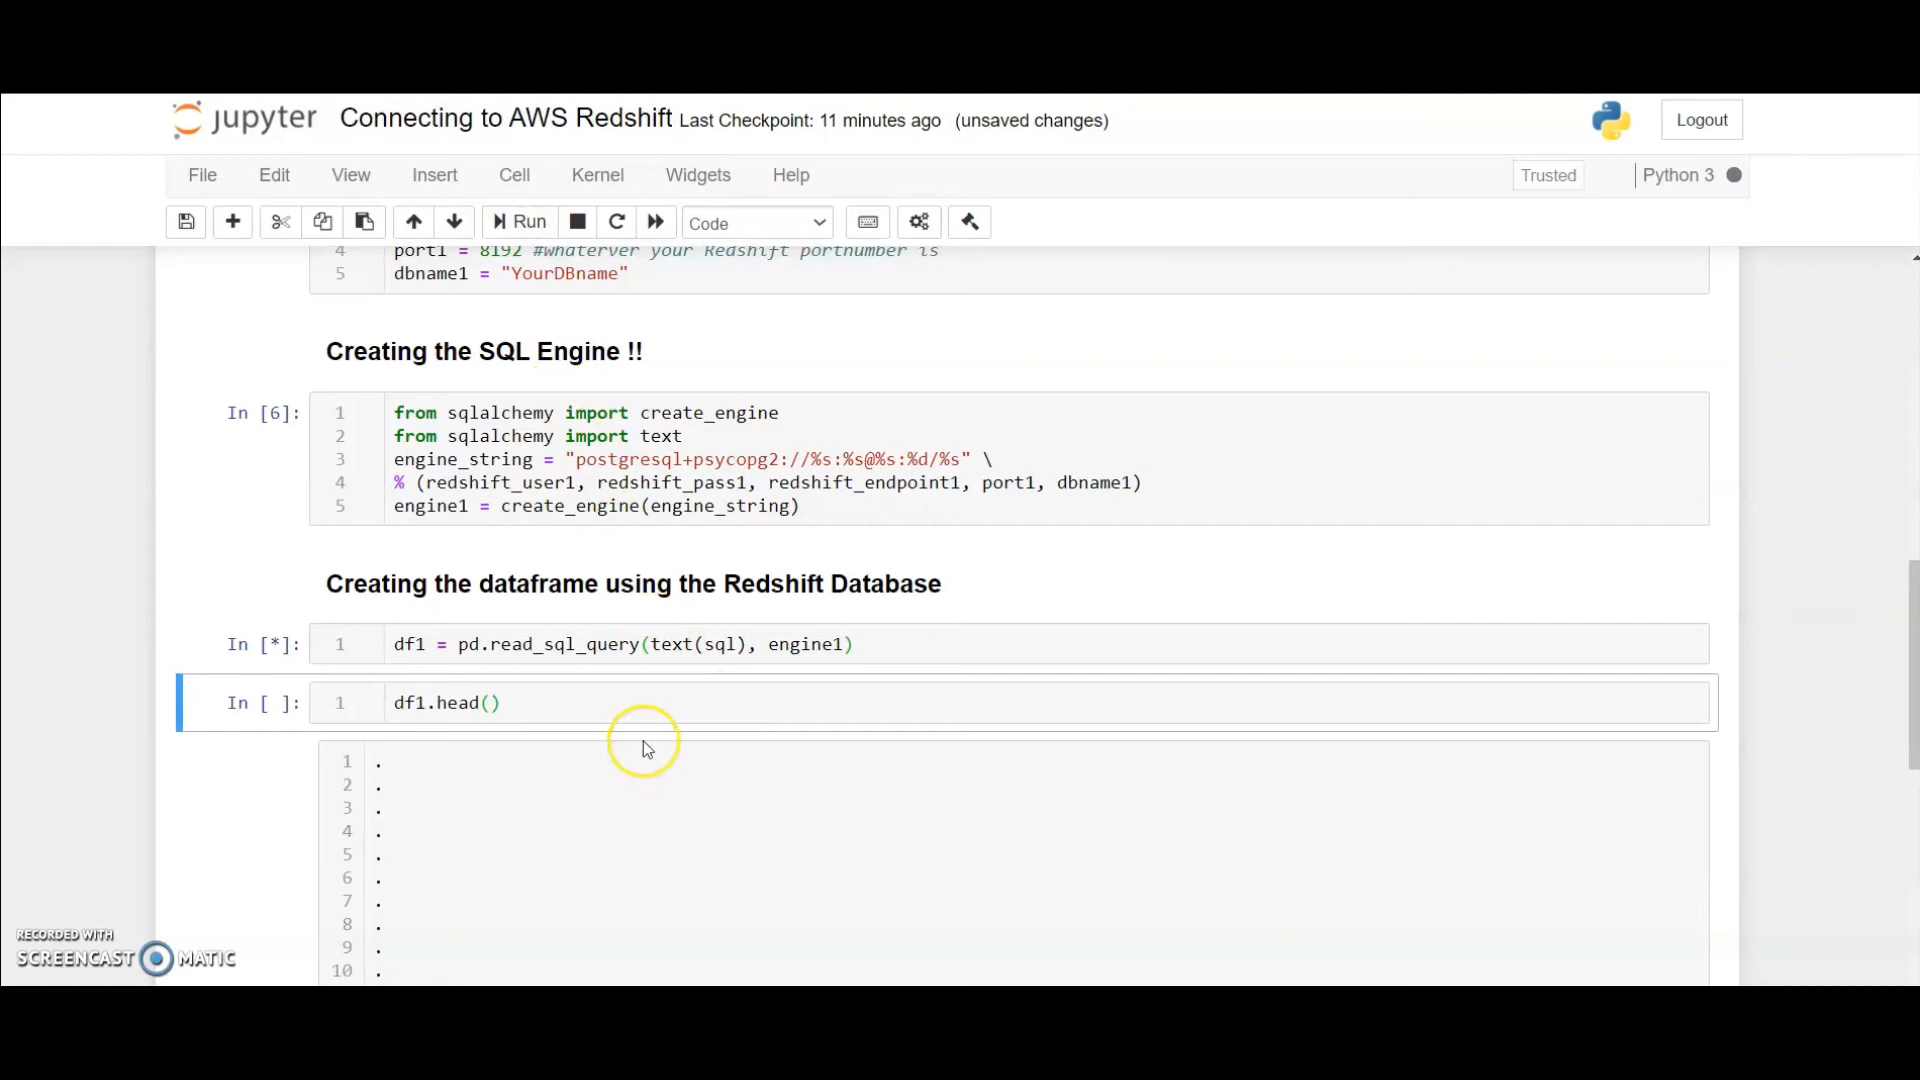 jupyter Connecting to AWS Redshift Last Checkpoint: 11 minutes ago (unsaved changes) Logout
File Edit View Insert Cell Kernel Widgets Help Trusted Python 3
Run Code
4 port1 = 8192 #whaterver your Redshift portnumber is
5 dbname1 = "YourDBname"
Creating the SQL Engine !!
In [6]: 1 from sqlalchemy import create_engine
2 from sqlalchemy import text
3 engine_string = "postgresql+psycopg2://%s:%s@%s:%d/%s" \
4 % (redshift_user1, redshift_pass1, redshift_endpoint1, port1, dbname1)
5 engine1 = create_engine(engine_string)
Creating the dataframe using the Redshift Database
In [*]: 1 df1 = pd.read_sql_query(text(sql), engine1)
In [ ]: 1 df1.head()
1 .
2 .
3 .
4 .
5 .
6 .
7 .
8 .
9 .
10 .
RECORDED WITH
SCREENCAST MATIC